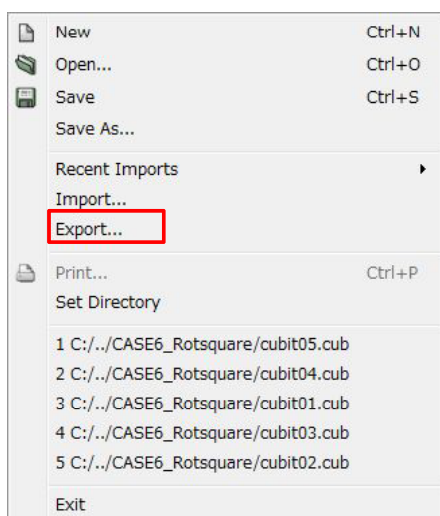 New Ctrl+N
Open... Ctrl+O
Save Ctrl+S
Save As...
Recent Imports
Import...
Export...
Print... Ctrl+P
Set Directory
1 C:/../CASE6_Rotsquare/cubit05.cub
2 C:/../CASE6_Rotsquare/cubit04.cub
3 C:/../CASE6_Rotsquare/cubit01.cub
4 C:/../CASE6_Rotsquare/cubit03.cub
5 C:/../CASE6_Rotsquare/cubit02.cub
Exit